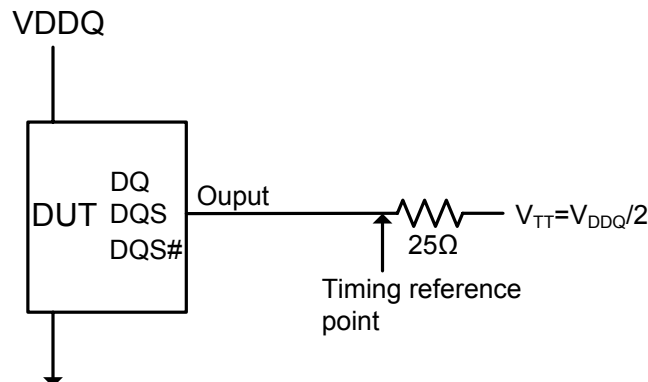 VDDQ
DUT
DQ
DQS
DQS#
Ouput
25Ω
V_TT=V_DDQ/2
Timing reference
point